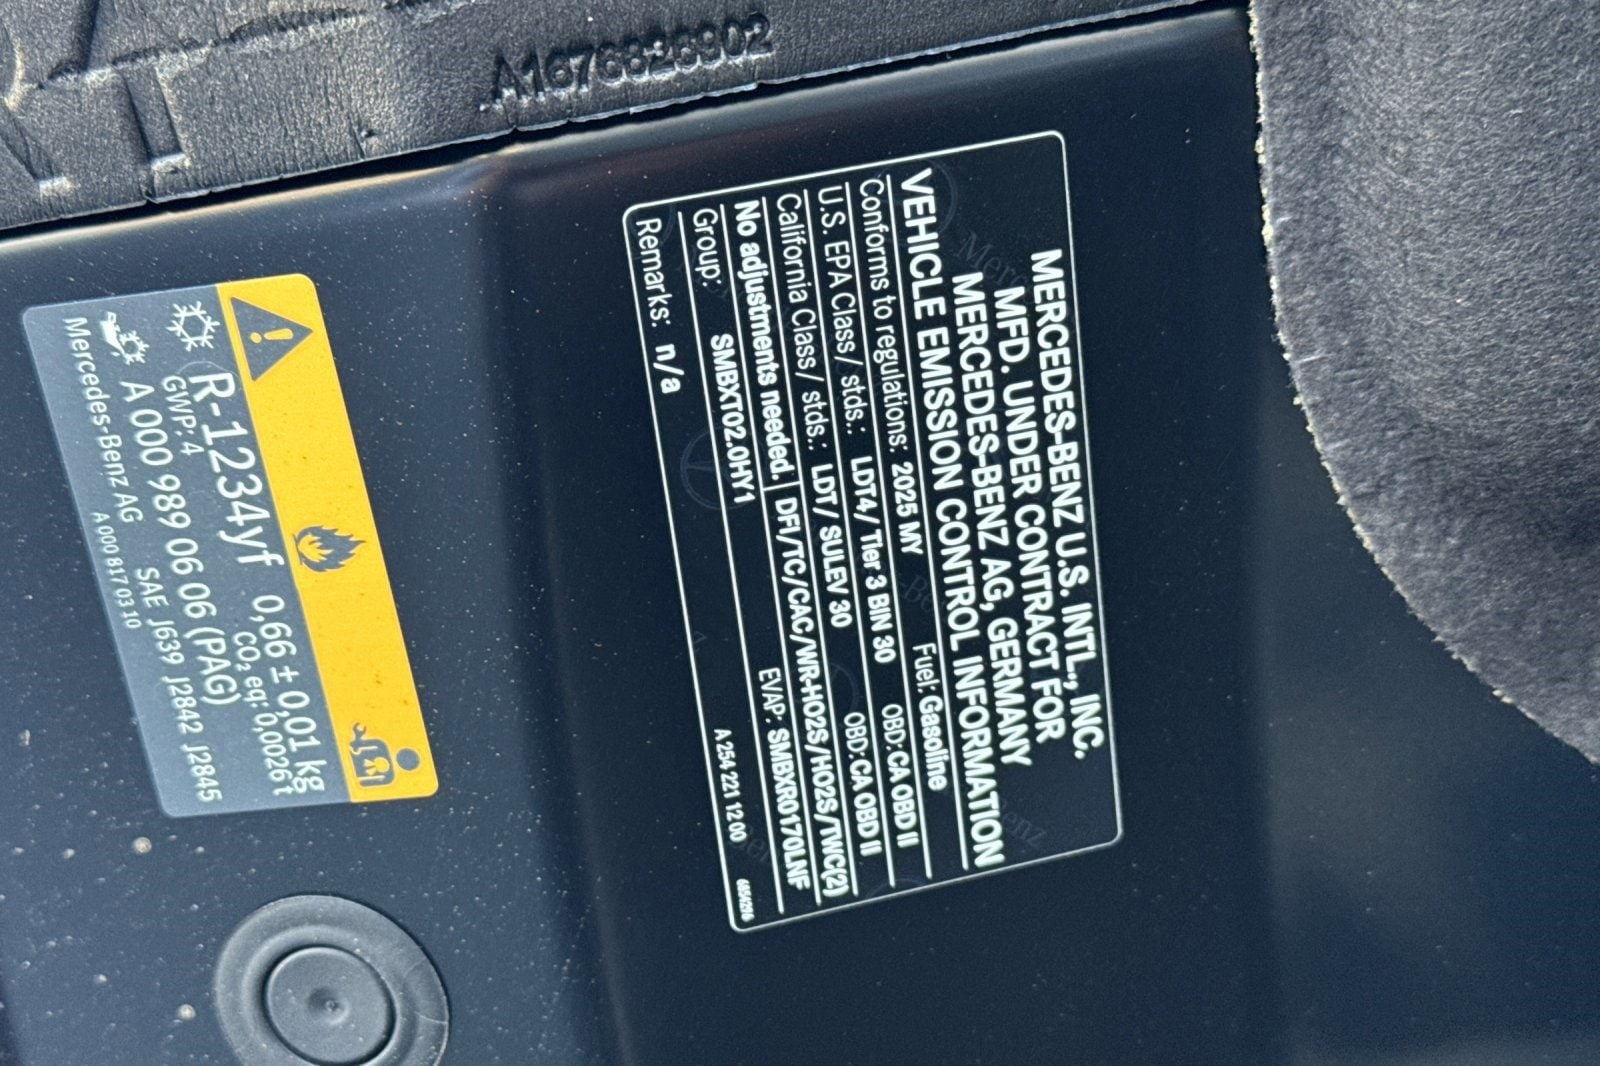 A1676826902
MERCEDES-BENZ U.S. INTL., INC.
MFD. UNDER CONTRACT FOR
MERCEDES-BENZ AG, GERMANY
VEHICLE EMISSION CONTROL INFORMATION
Conforms to regulations: 2025 MY Fuel: Gasoline
U.S. EPA Class/ stds.: LDT4/ Tier 3 BIN 30 OBD: CA OBD II
California Class/ stds.: LDT/ SULEV 30 OBD: CA OBD II
No adjustments needed. DFI/TC/CAC/WR-HO2S/HO2S/TWC(2)
Group: SMBXT02.0HY1 EVAP: SMBXR0170LNF
Remarks: n/a
A 254 221 12 00
R-1234yf 0,66 ± 0,01 kg
GWP: 4 CO₂ eq: 0,0026 t
A 000 989 06 06 (PAG)
SAE J639 J2842 J2845
Mercedes-Benz AG A 000 817 03 10